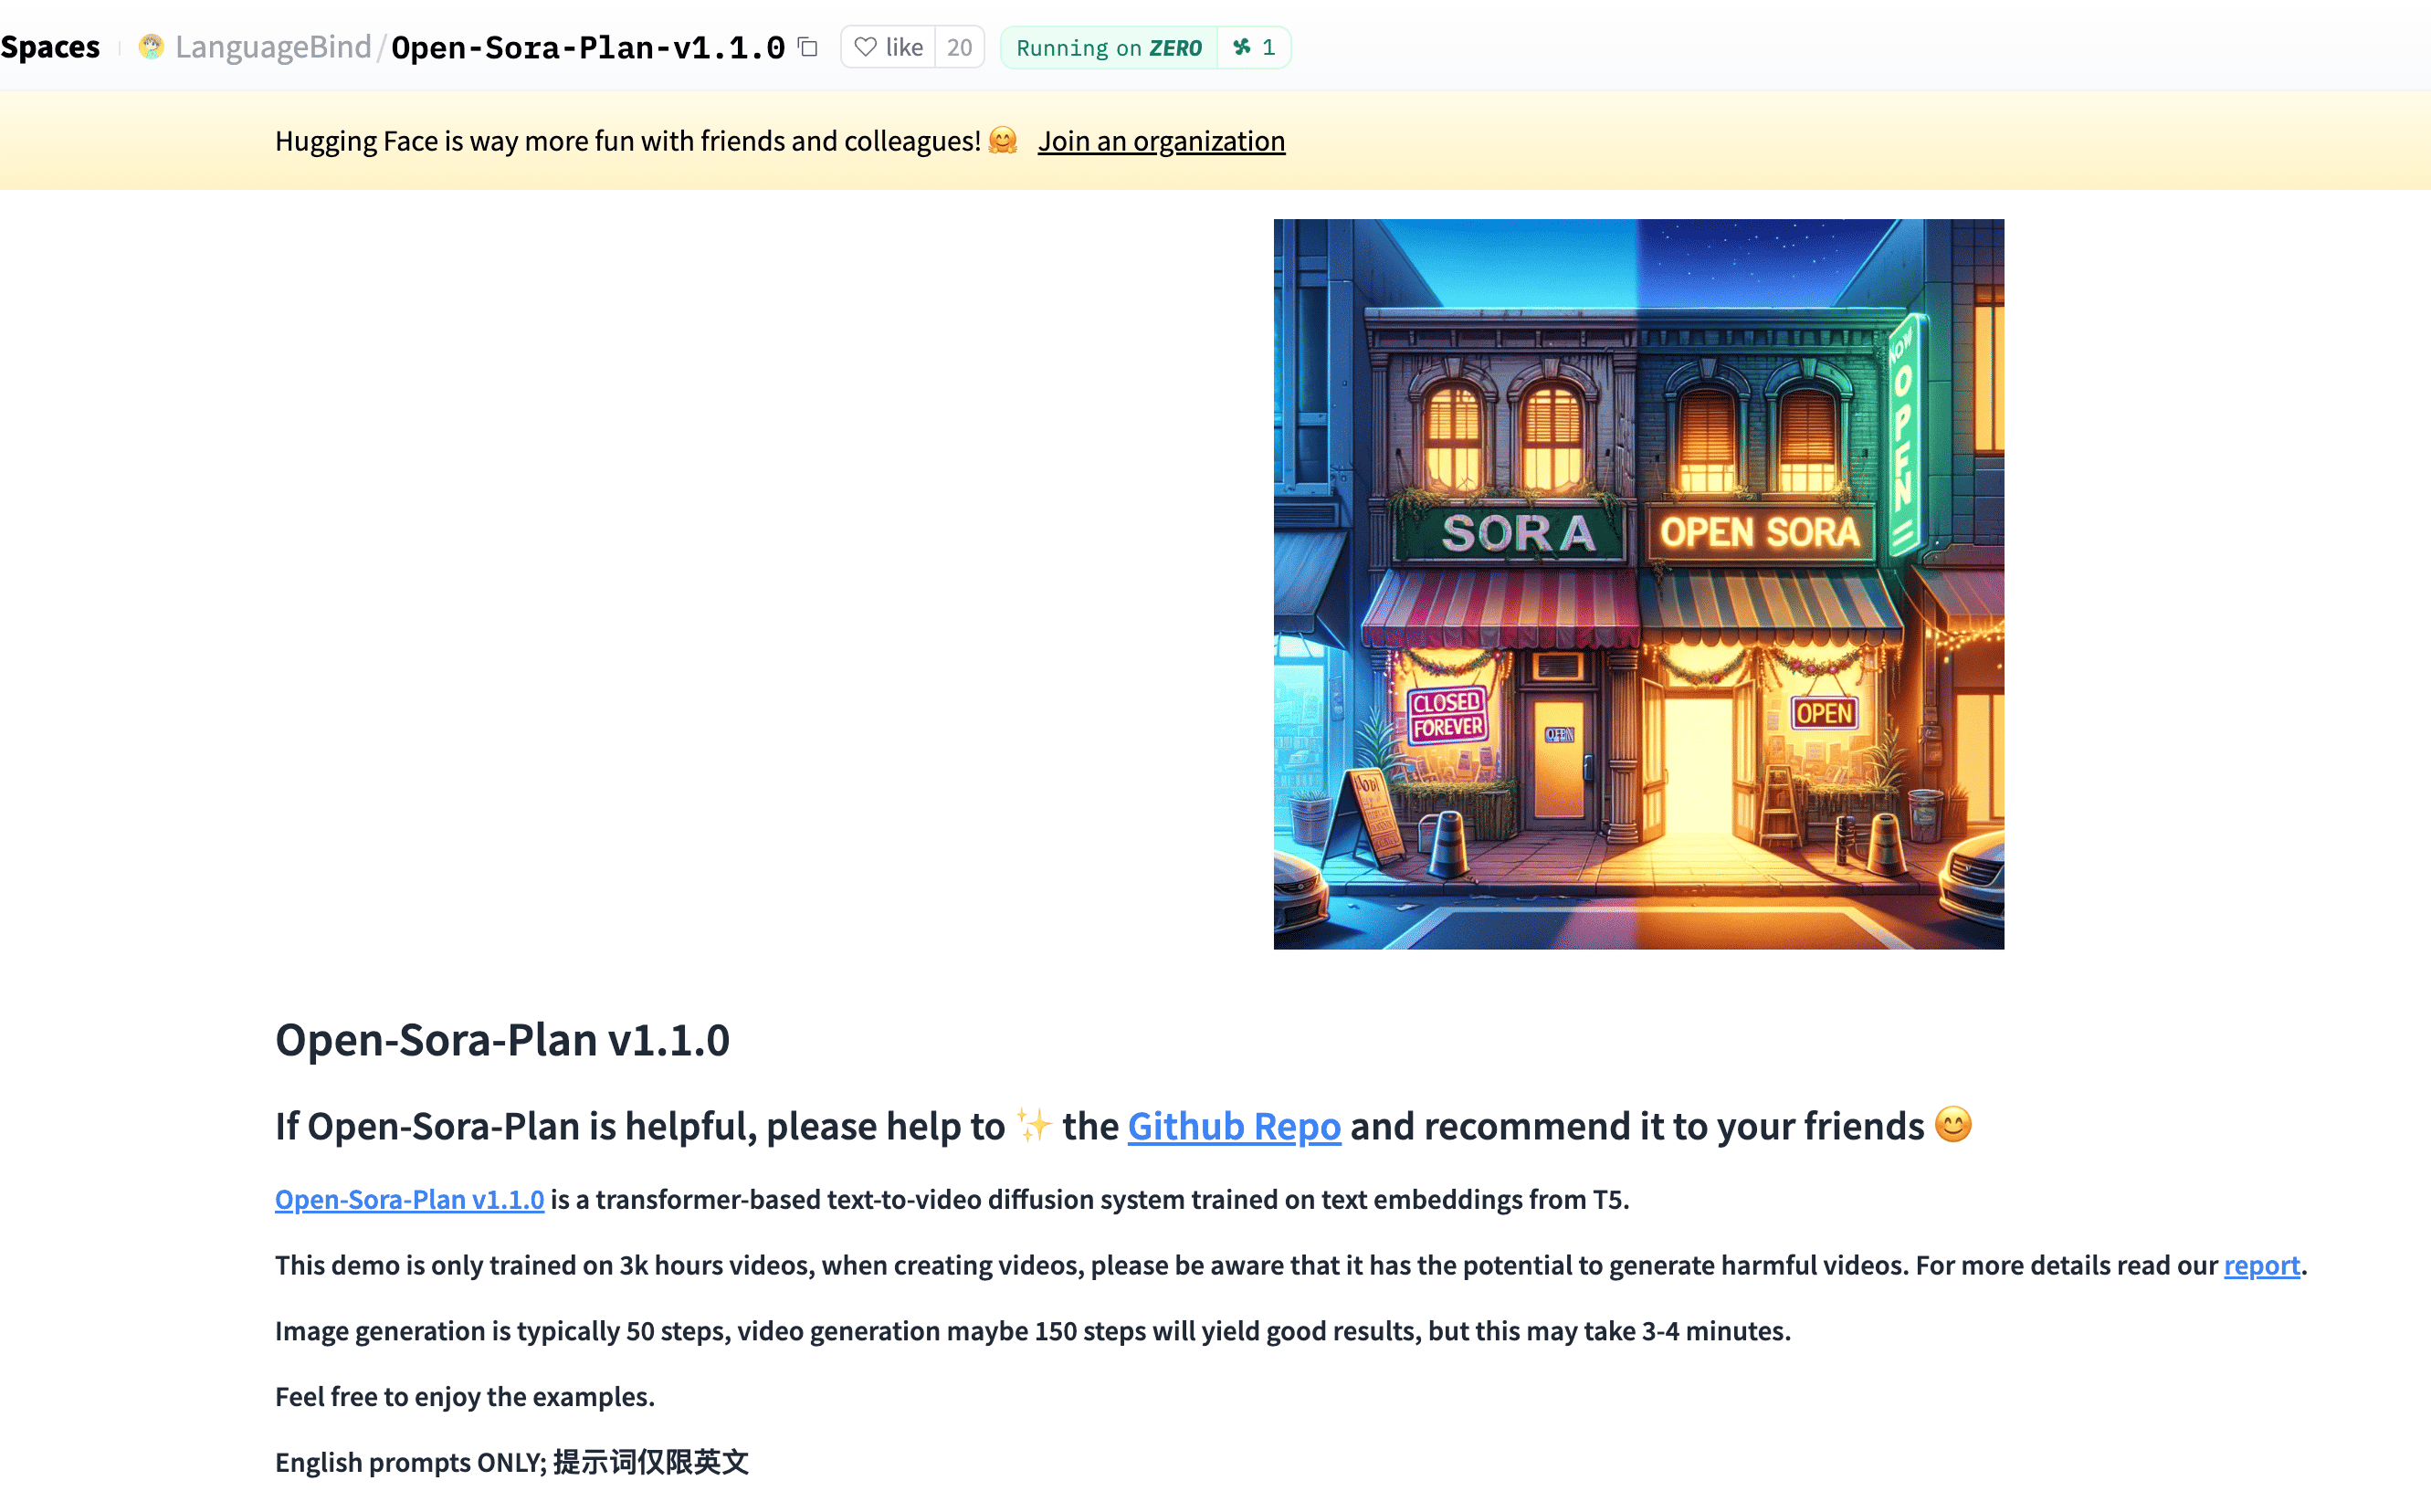 Spaces LanguageBind/Open-Sora-Plan-v1.1.0 like 20 Running on ZERO 1
Hugging Face is way more fun with friends and colleagues! 🤗 Join an organization
NOW OPEN
SORA OPEN SORA
CLOSED FOREVER
OPEN
Open-Sora-Plan v1.1.0
If Open-Sora-Plan is helpful, please help to ✨ the Github Repo and recommend it to your friends 😊
Open-Sora-Plan v1.1.0 is a transformer-based text-to-video diffusion system trained on text embeddings from T5.
This demo is only trained on 3k hours videos, when creating videos, please be aware that it has the potential to generate harmful videos. For more details read our report.
Image generation is typically 50 steps, video generation maybe 150 steps will yield good results, but this may take 3-4 minutes.
Feel free to enjoy the examples.
English prompts ONLY; 提示词仅限英文